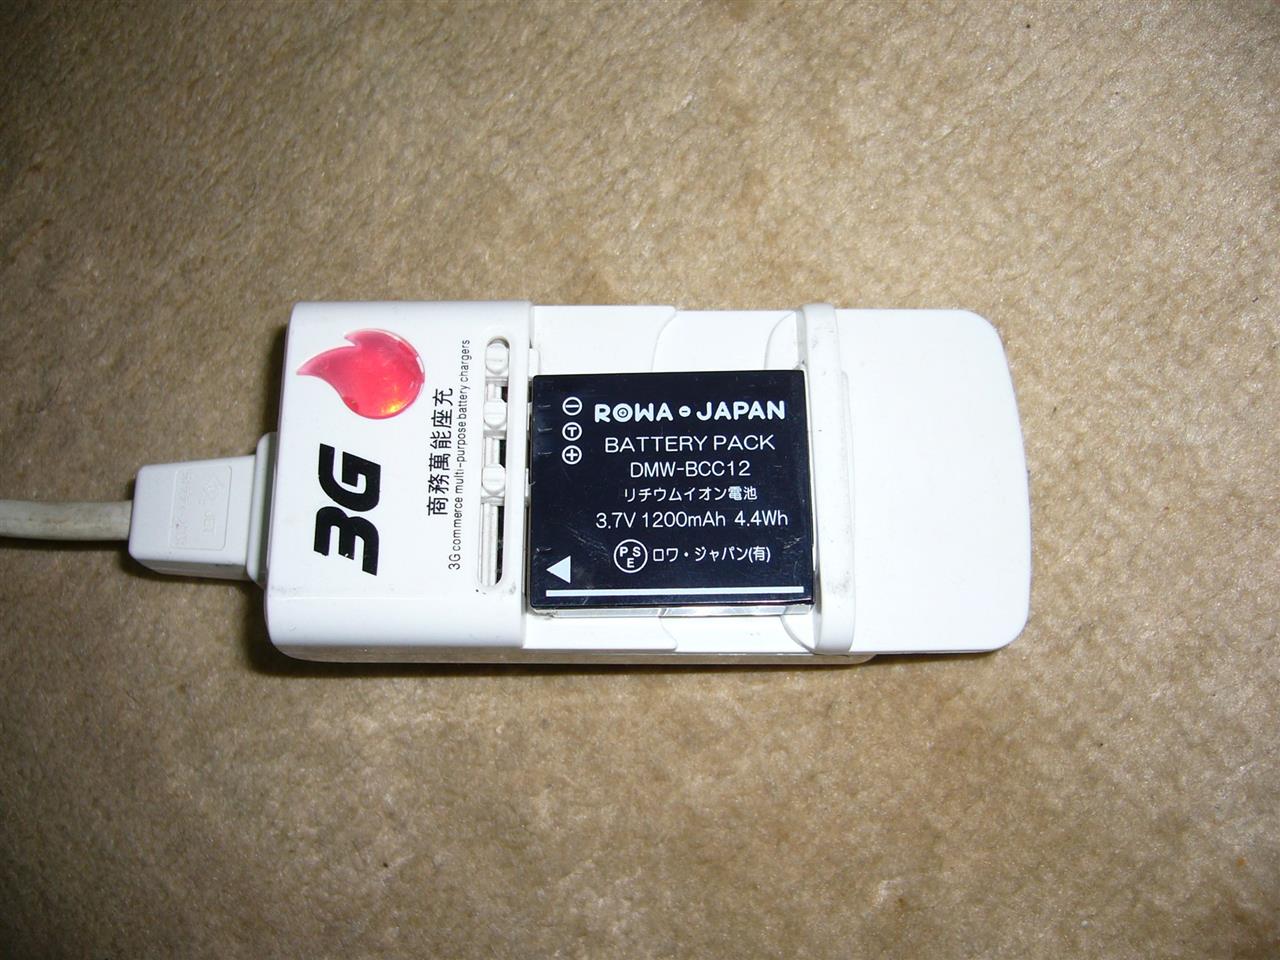 3G
商務萬能座充
3G commerce multi-purpose battery chargers
ROWA JAPAN
BATTERY PACK
DMW-BCC12
リチウムイオン電池
3.7V 1200mAh 4.4Wh
PSE ロワ・ジャパン(有)
T